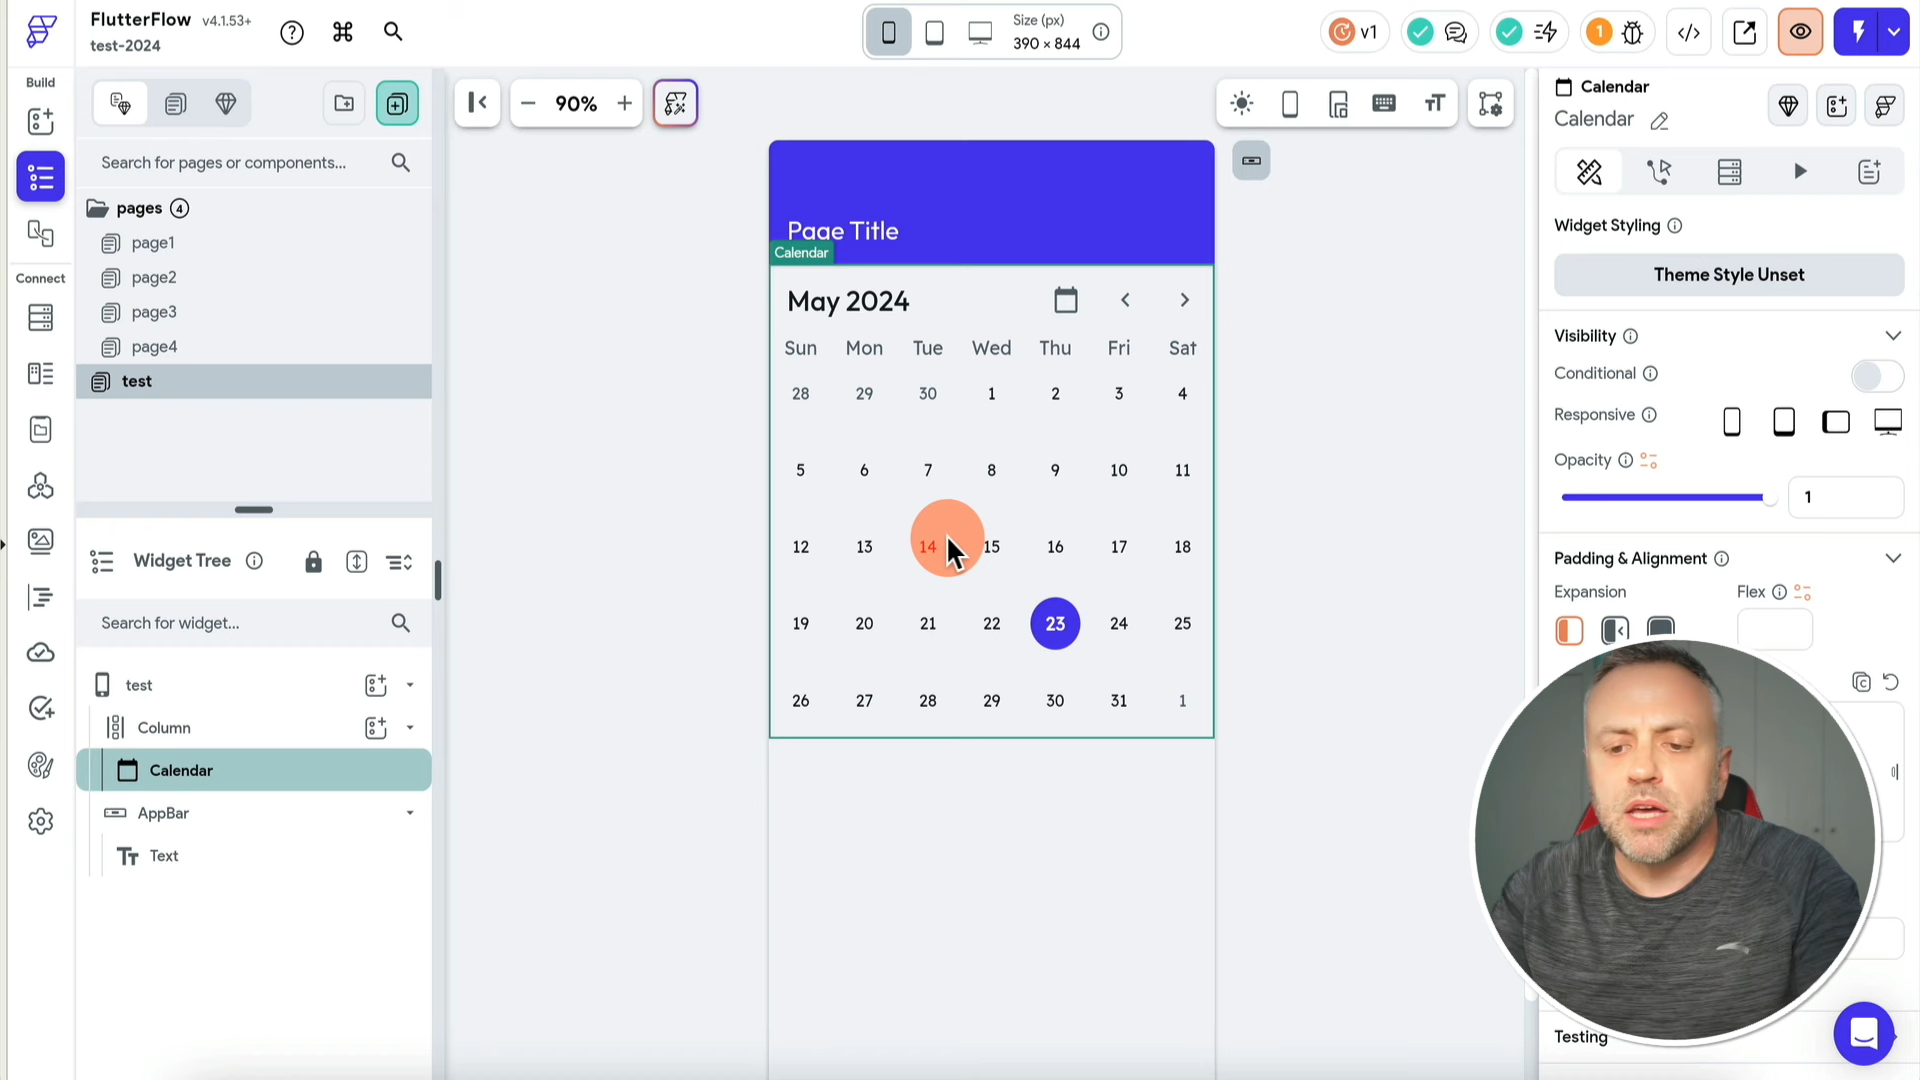 FlutterFlow v4.1.53+
test-2024
Size (px)
390 × 844
v1
1
Build
Connect
Search for pages or components...
pages 4
page1
page2
page3
page4
test
Widget Tree
Search for widget...
test
Column
Calendar
AppBar
Text
90%
Page Title
Calendar
May 2024
Sun Mon Tue Wed Thu Fri Sat
28 29 30 1 2 3 4
5 6 7 8 9 10 11
12 13 14 15 16 17 18
19 20 21 22 23 24 25
26 27 28 29 30 31 1
Calendar
Calendar
Widget Styling
Theme Style Unset
Visibility
Conditional
Responsive
Opacity
1
Padding & Alignment
Expansion Flex
Testing